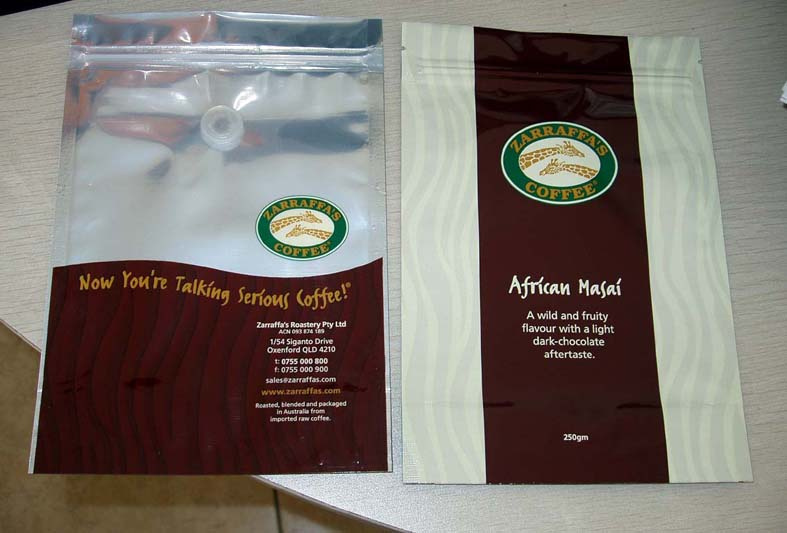 ZARRAFFA'S
COFFEE®
Now You're Talking Serious Coffee!®
Zarraffa's Roastery Pty Ltd
ACN 093 874 189
1/54 Siganto Drive
Oxenford QLD 4210
t: 0755 000 800
f: 0755 000 900
sales@zarraffas.com
www.zarraffas.com
Roasted, blended and packaged
in Australia from
imported raw coffee.
ZARRAFFA'S
COFFEE®
African Masai
A wild and fruity
flavour with a light
dark-chocolate
aftertaste.
250gm